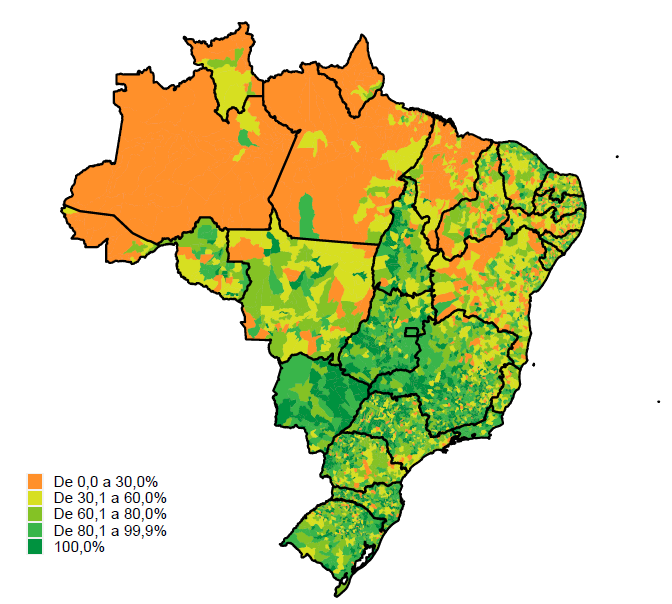 De 0,0 a 30,0%
De 30,1 a 60,0%
De 60,1 a 80,0%
De 80,1 a 99,9%
100,0%